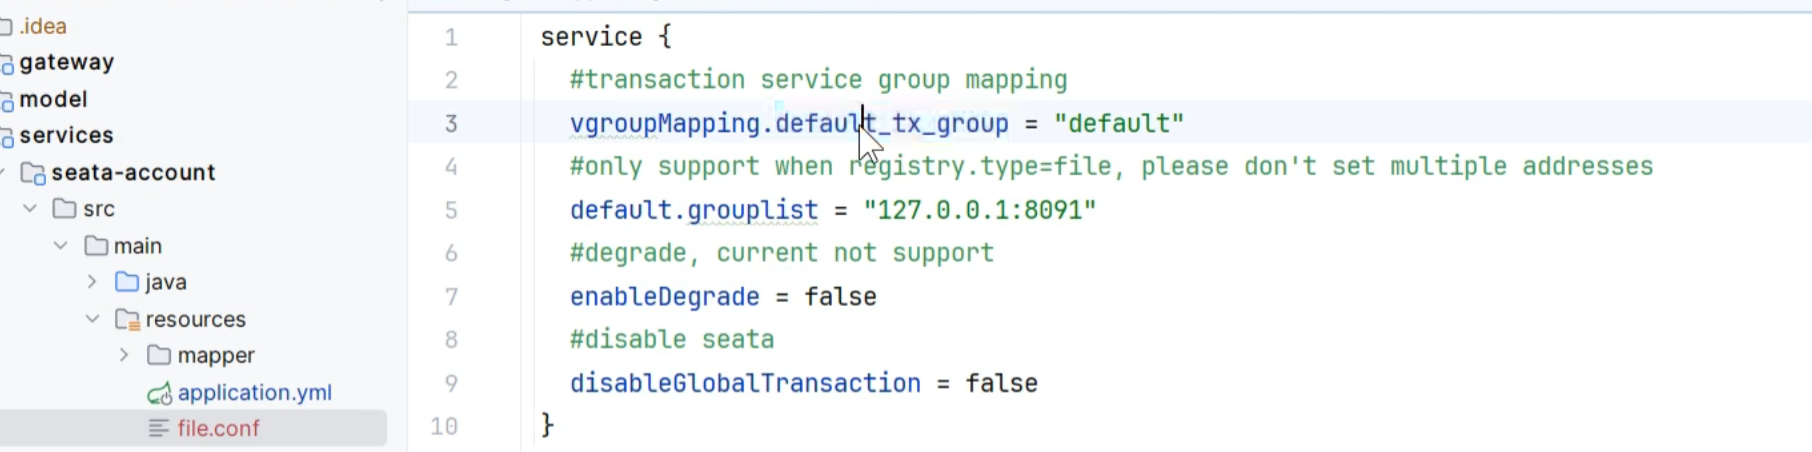 .idea
gateway
model
services
seata-account
src
main
java
resources
mapper
application.yml
file.conf
1 service {
2 #transaction service group mapping
3 vgroupMapping.default_tx_group = "default"
4 #only support when registry.type=file, please don't set multiple addresses
5 default.grouplist = "127.0.0.1:8091"
6 #degrade, current not support
7 enableDegrade = false
8 #disable seata
9 disableGlobalTransaction = false
10 }